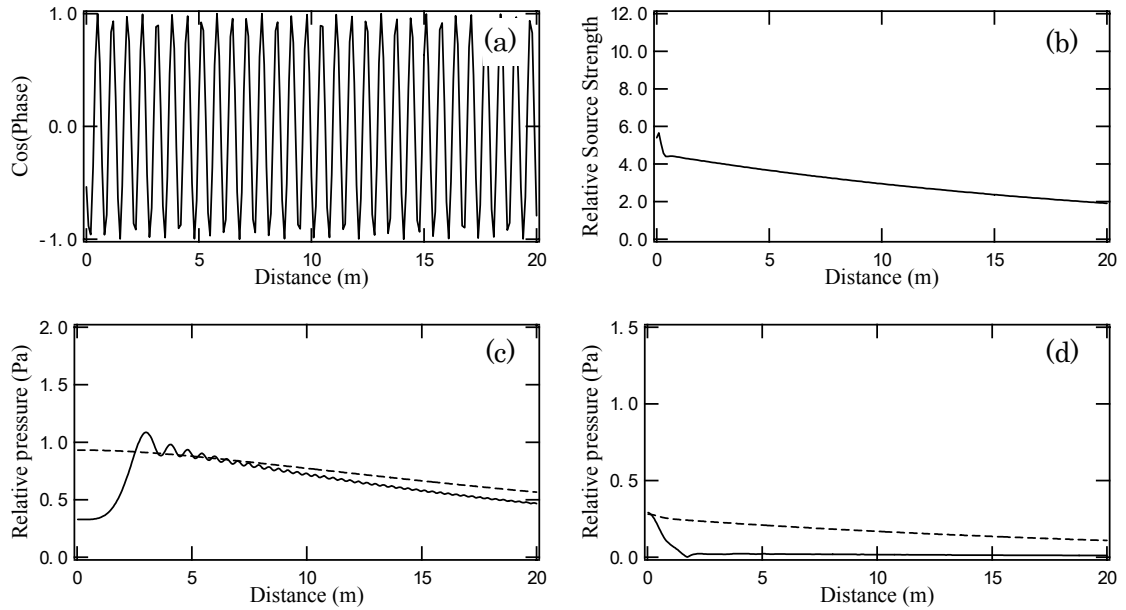 (a)
Cos(Phase)
1. 0
0. 0
- 1. 0
0 5 10 15 20
Distance (m)
(b)
Relative Source Strength
12. 0
10. 0
8. 0
6. 0
4. 0
2. 0
0. 0
0 5 10 15 20
Distance (m)
(c)
Relative pressure (Pa)
2. 0
1. 5
1. 0
0. 5
0. 0
0 5 10 15 20
Distance (m)
(d)
Relative pressure (Pa)
1. 5
1. 0
0. 5
0. 0
0 5 10 15 20
Distance (m)